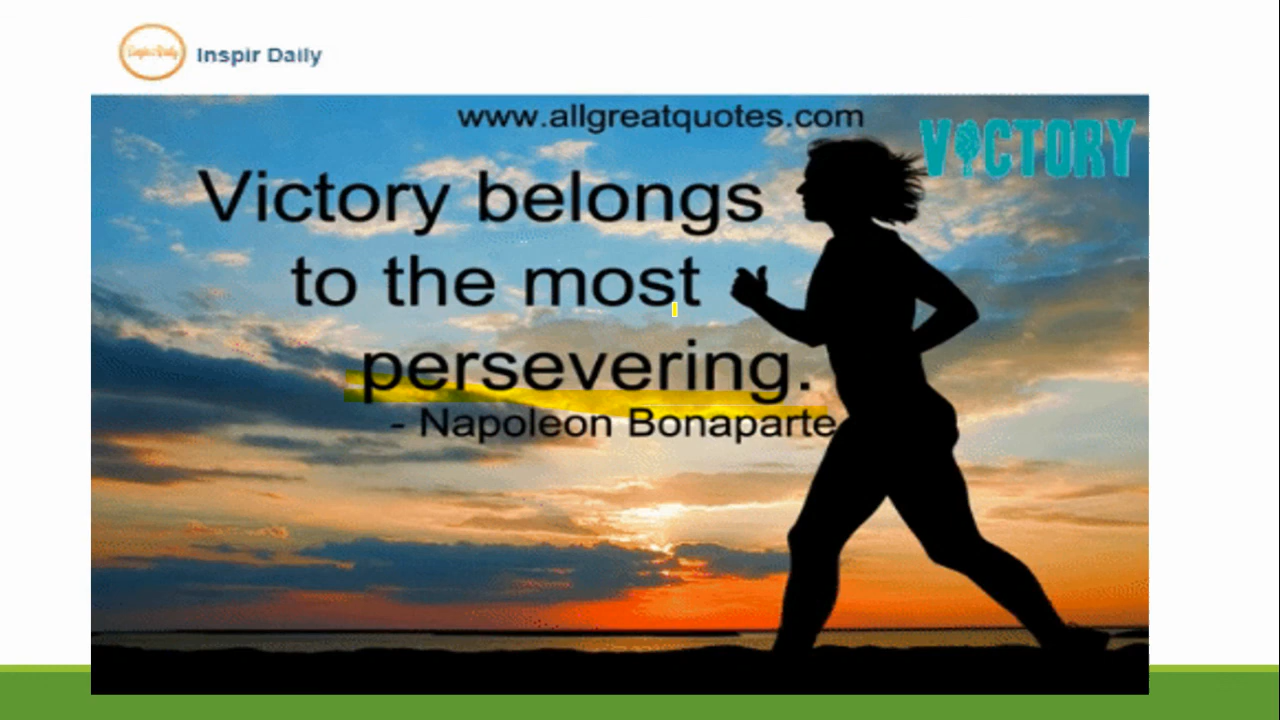 Inspir Daily
www.allgreatquotes.com
VICTORY
Victory belongs
to the most
persevering.
- Napoleon Bonaparte